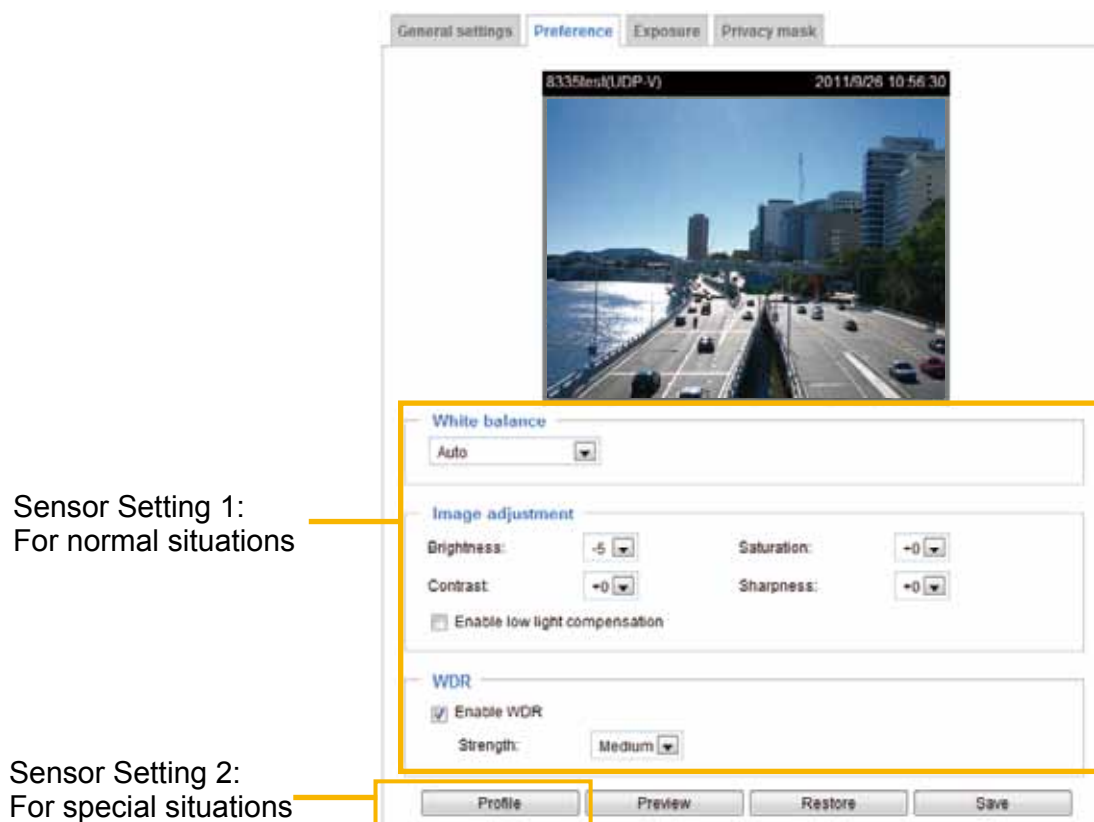 General settings Preference Exposure Privacy mask
8335test(UDP-V) 2011/9/26 10:56:30
White balance
Auto
Sensor Setting 1:
For normal situations
Image adjustment
Brightness: -5 Saturation: +0
Contrast: +0 Sharpness: +0
Enable low light compensation
WDR
Enable WDR
Strength: Medium
Sensor Setting 2:
For special situations
Profile Preview Restore Save